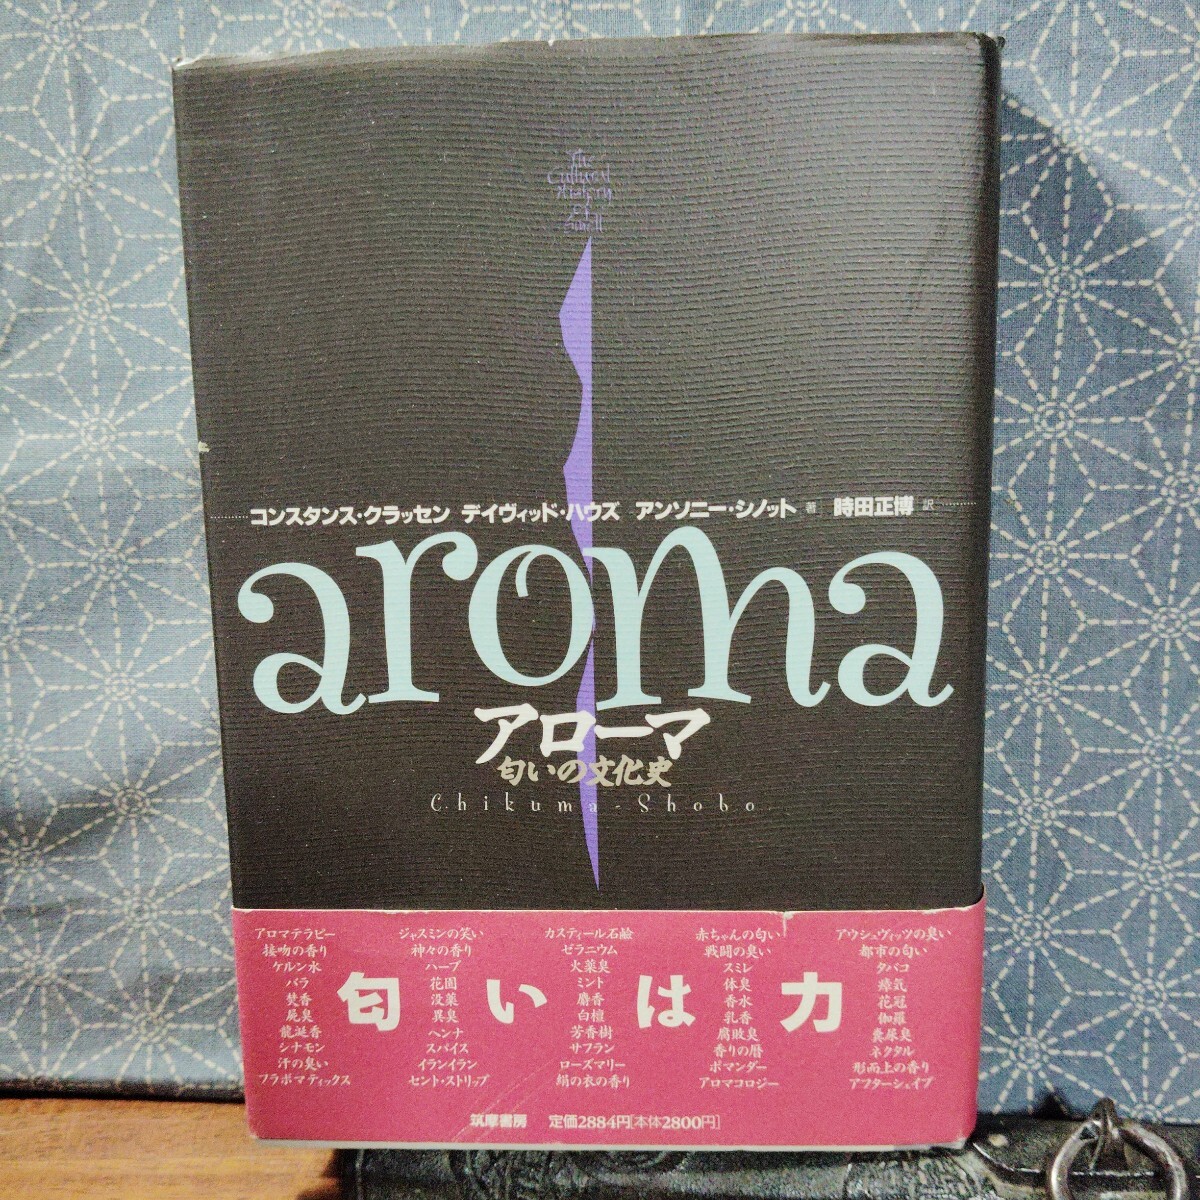 The
Cultural
History
of
Smell
コンスタンス・クラッセン デイヴィッド・ハウズ アンソニー・シノット 著 時田正博 訳
aroma
アローマ
匂いの文化史
Chikuma-Shobo
匂いは力
アロマテラピー
接吻の香り
ケルン水
バラ
焚香
屍臭
龍涎香
シナモン
汗の臭い
フラボマティックス
ジャスミンの笑い
神々の香り
ハーブ
花園
没薬
異臭
ヘンナ
スパイス
イランイラン
セント・ストリップ
カスティール石鹸
ゼラニウム
火薬臭
ミント
麝香
白檀
芳香樹
サフラン
ローズマリー
絹の衣の香り
赤ちゃんの匂い
戦闘の臭い
スミレ
体臭
香水
乳香
腐敗臭
香りの暦
ポマンダー
アロマコロジー
アウシュヴィッツの臭い
都市の匂い
タバコ
瘴気
花冠
伽羅
糞尿臭
ネクタル
形而上の香り
アフターシェイブ
筑摩書房 定価2884円[本体2800円]